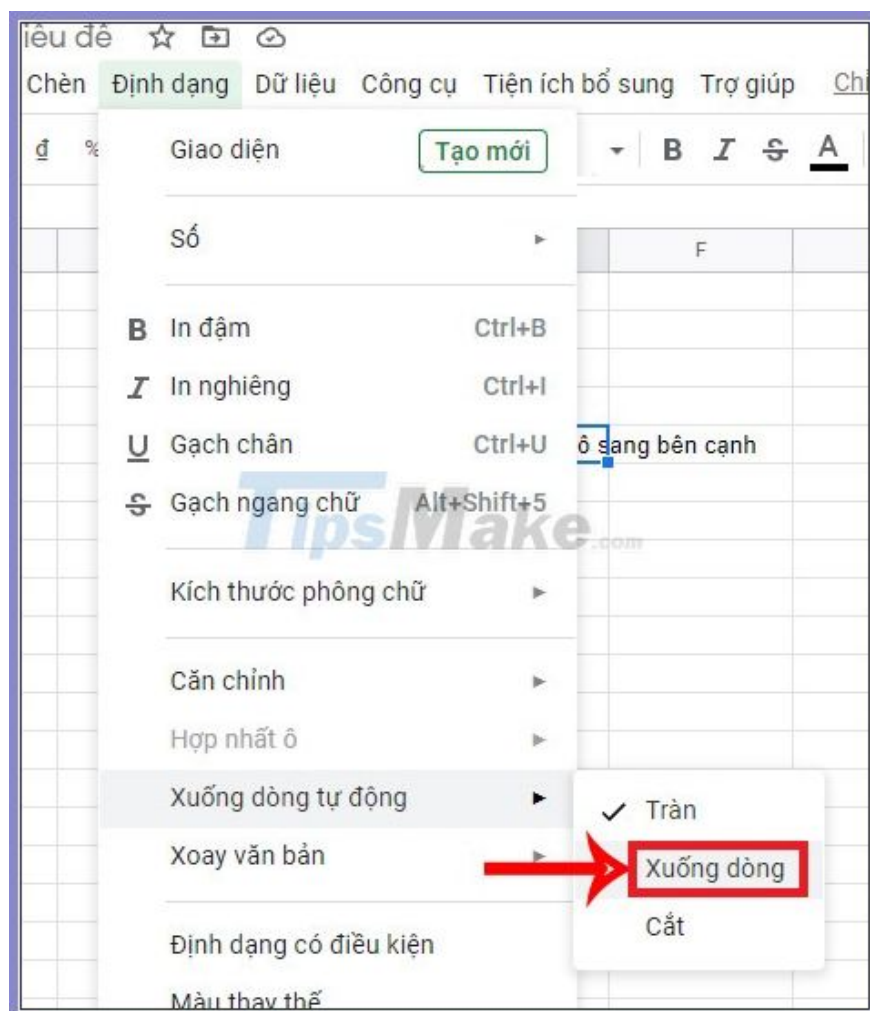 iêu đề
Chèn Định dạng Dữ liệu Công cụ Tiện ích bổ sung Trợ giúp
₫ % Giao diện Tạo mới B I S A
Số
F
B In đậm Ctrl+B
I In nghiêng Ctrl+I
U Gạch chân Ctrl+U
ô sang bên cạnh
S Gạch ngang chữ Alt+Shift+5
TipsMake.com
Kích thước phông chữ
Căn chỉnh
Hợp nhất ô
Xuống dòng tự động
Tràn
Xoay văn bản
Xuống dòng
Cắt
Định dạng có điều kiện
Màu thay thế